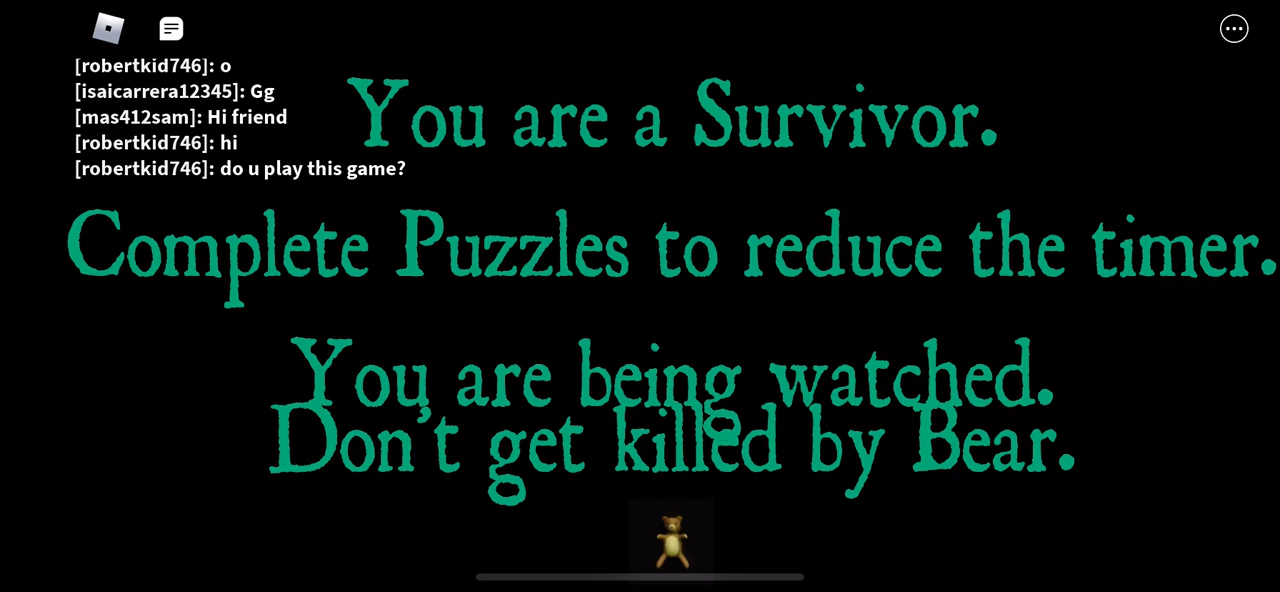 [robertkid746]: o
[isaicarrera12345]: Gg
[mas412sam]: Hi friend
[robertkid746]: hi
[robertkid746]: do u play this game?
You are a Survivor.
Complete Puzzles to reduce the timer.
You are being watched.
Don't get killed by Bear.